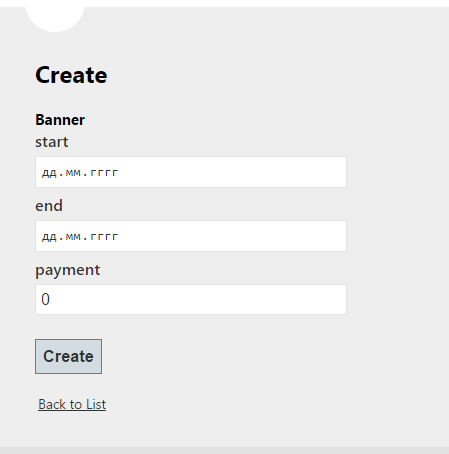 Create
Banner
start
дд.мм.гггг
end
дд.мм.гггг
payment
0
Create
Back to List